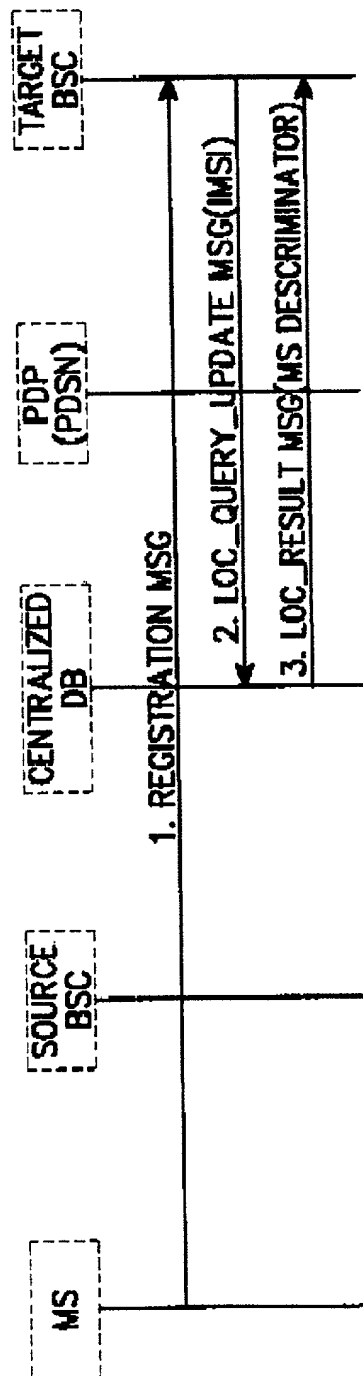 MS
SOURCE
BSC
CENTRALIZED
DB
PDP
(PDSN)
TARGET
BSC
1. REGISTRATION MSG
2. LOC_QUERY_UPDATE MSG(IMSI)
3. LOC_RESULT MSG(MS DESCRIMINATOR)